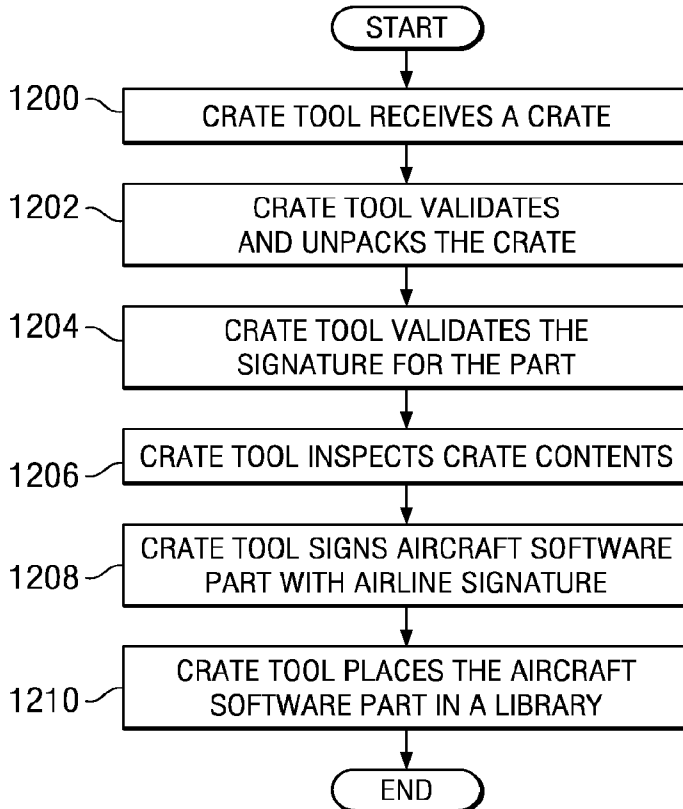 START
1200
CRATE TOOL RECEIVES A CRATE
1202
CRATE TOOL VALIDATES
AND UNPACKS THE CRATE
1204
CRATE TOOL VALIDATES THE
SIGNATURE FOR THE PART
1206
CRATE TOOL INSPECTS CRATE CONTENTS
1208
CRATE TOOL SIGNS AIRCRAFT SOFTWARE
PART WITH AIRLINE SIGNATURE
1210
CRATE TOOL PLACES THE AIRCRAFT
SOFTWARE PART IN A LIBRARY
END